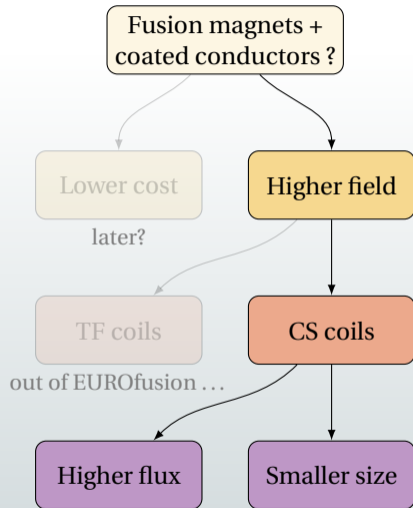 Fusion magnets +
coated conductors ?
Lower cost
Higher field
later?
TF coils
CS coils
out of EUROfusion ...
Higher flux
Smaller size